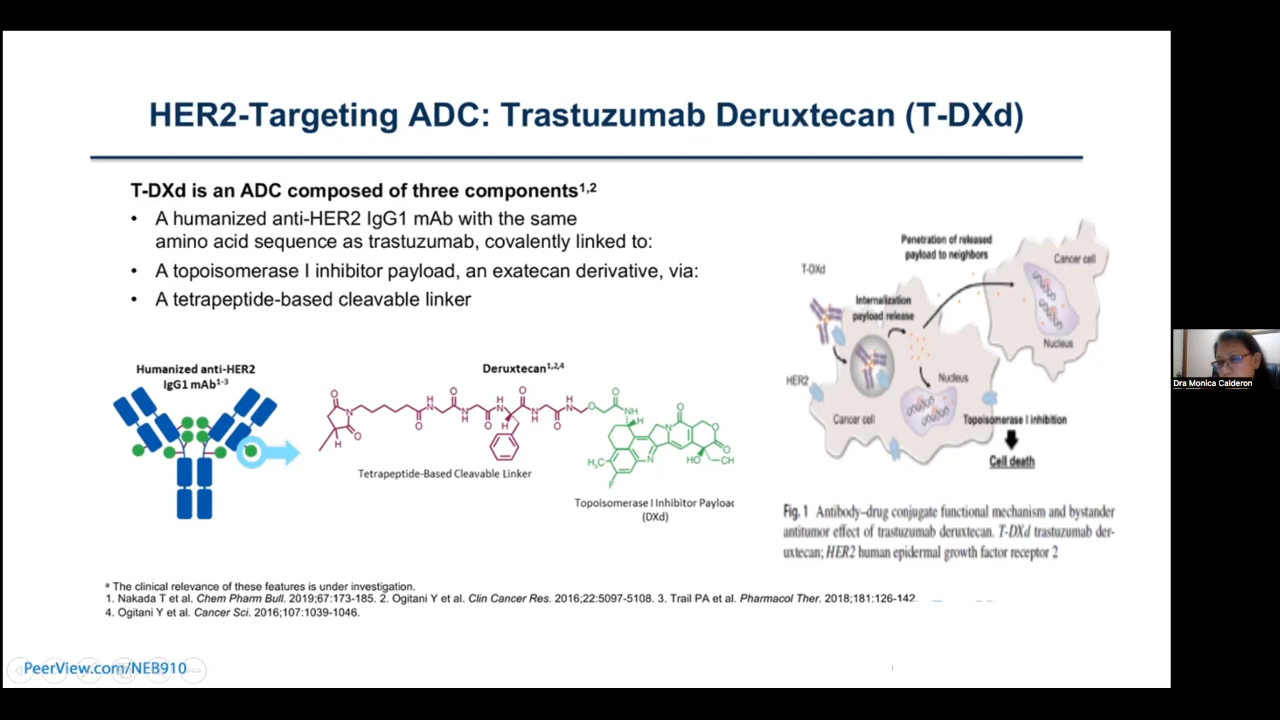 HER2-Targeting ADC: Trastuzumab Deruxtecan (T-DXd)
T-DXd is an ADC composed of three components1,2
• A humanized anti-HER2 IgG1 mAb with the same
amino acid sequence as trastuzumab, covalently linked to:
• A topoisomerase I inhibitor payload, an exatecan derivative, via:
• A tetrapeptide-based cleavable linker
Humanized anti-HER2
IgG1 mAb1-3
Deruxtecan1,2,4
Tetrapeptide-Based Cleavable Linker
Topoisomerase I Inhibitor Payloac
(DXd)
Penetration of released
payload to neighbors
Cancer cell
T-DXd
Internalization
payload release
Nucleus
HER2
Nucleus
Cancer cell
Topoisomerase I inhibition
Cell death
Fig. 1 Antibody–drug conjugate functional mechanism and bystander
antitumor effect of trastuzumab deruxtecan. T-DXd trastuzumab der-
uxtecan; HER2 human epidermal growth factor receptor 2
a The clinical relevance of these features is under investigation.
1. Nakada T et al. Chem Pharm Bull. 2019;67:173-185. 2. Ogitani Y et al. Clin Cancer Res. 2016;22:5097-5108. 3. Trail PA et al. Pharmacol Ther. 2018;181:126-142.
4. Ogitani Y et al. Cancer Sci. 2016;107:1039-1046.
PeerView.com/NEB910
Dra Monica Calderon